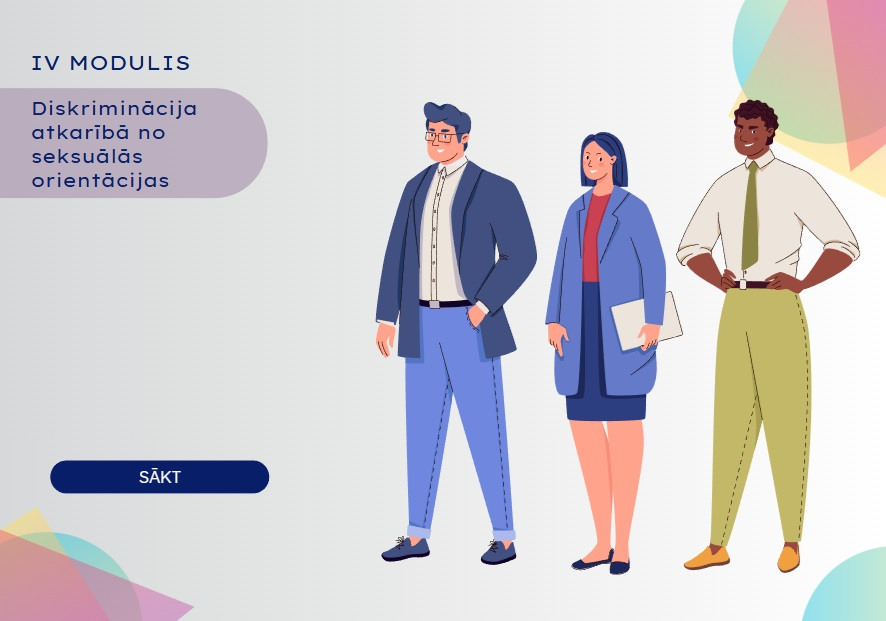 IV MODULIS
Diskriminācija
atkarībā no
seksuālās
orientācijas
SĀKT